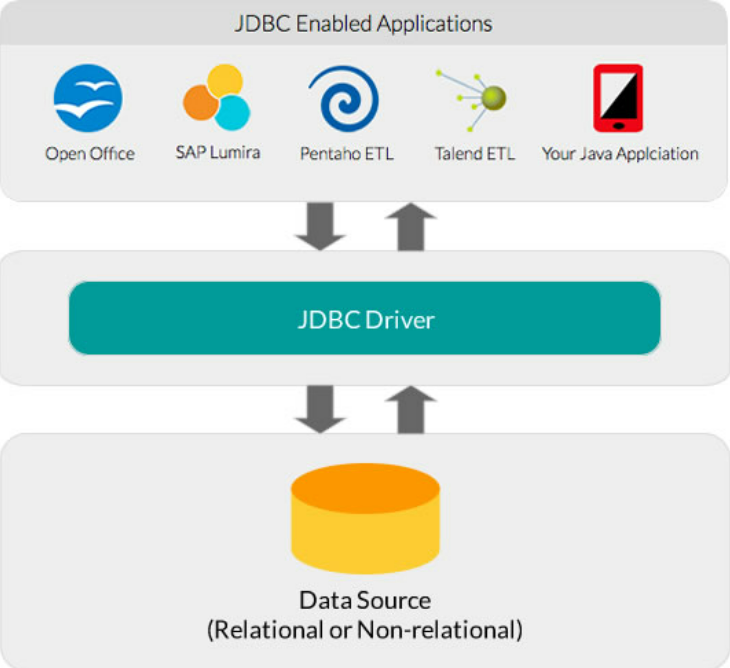 JDBC Enabled Applications
Open Office
SAP Lumira
Pentaho ETL
Talend ETL
Your Java Applciation
JDBC Driver
Data Source
(Relational or Non-relational)